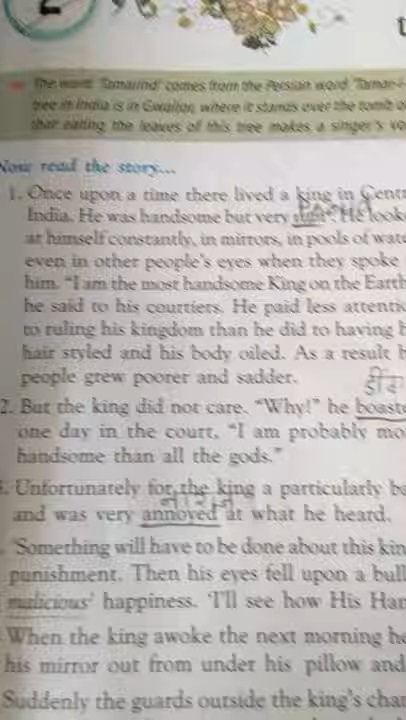 The word 'Tamarind' comes from the Persian word 'Tamar-i-
tree in India is in Gwalior, where it stands over the tomb o
that eating the leaves of this tree makes a singer's vo
Now read the story...
1. Once upon a time there lived a king in Centr
India. He was handsome but very He look
at himself constantly, in mirrors, in pools of wate
even in other people's eyes when they spoke
him. "I am the most handsome King on the Earth
he said to his courtiers. He paid less attentio
to ruling his kingdom than he did to having h
hair styled and his body oiled. As a result h
people grew poorer and sadder.
2. But the king did not care. "Why!" he boaste
one day in the court, "I am probably mo
handsome than all the gods."
Unfortunately for the king a particularly ba
and was very annoyed at what he heard.
'Something will have to be done about this kin
punishment. Then his eyes fell upon a bull
malicious' happiness. 'I'll see how His Han
When the king awoke the next morning he
his mirror out from under his pillow and
Suddenly the guards outside the king's cham